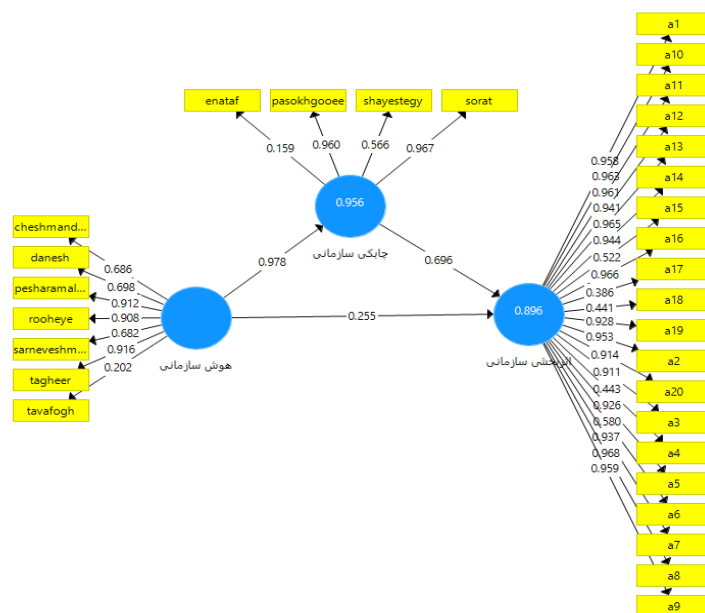 enataf
pasokhgooee
shayestegy
sorat
0.159
0.960
0.566
0.967
0.956
چابکی سازمانی
cheshmand...
danesh
pesharamal...
rooheye
sarneveshm...
tagheer
tavafogh
0.686
0.698
0.912
0.908
0.682
0.916
0.202
هوش سازمانی
0.978
0.696
0.255
0.896
اثربخشی سازمانی
0.958
0.963
0.961
0.941
0.965
0.944
0.522
0.966
0.386
0.441
0.928
0.953
0.914
0.911
0.443
0.926
0.580
0.937
0.968
0.959
a1
a10
a11
a12
a13
a14
a15
a16
a17
a18
a19
a2
a20
a3
a4
a5
a6
a7
a8
a9